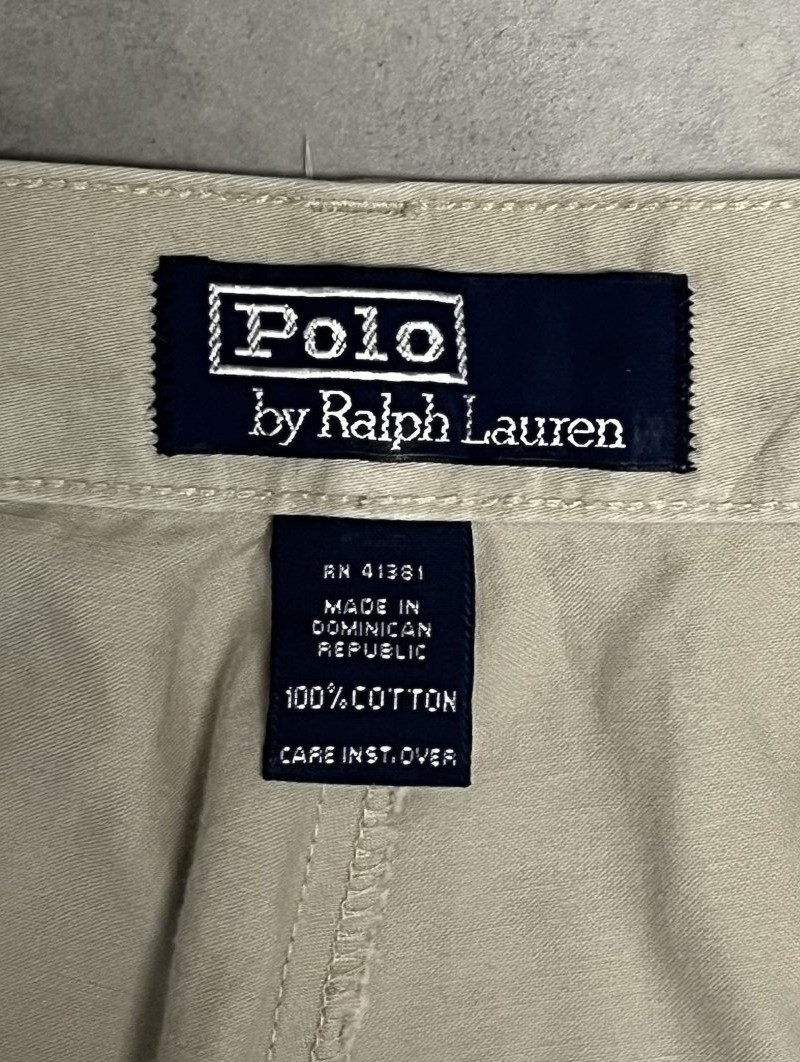 Polo
by Ralph Lauren
RN 41381
MADE IN
DOMINICAN
REPUBLIC
100% COTTON
CARE INST. OVER